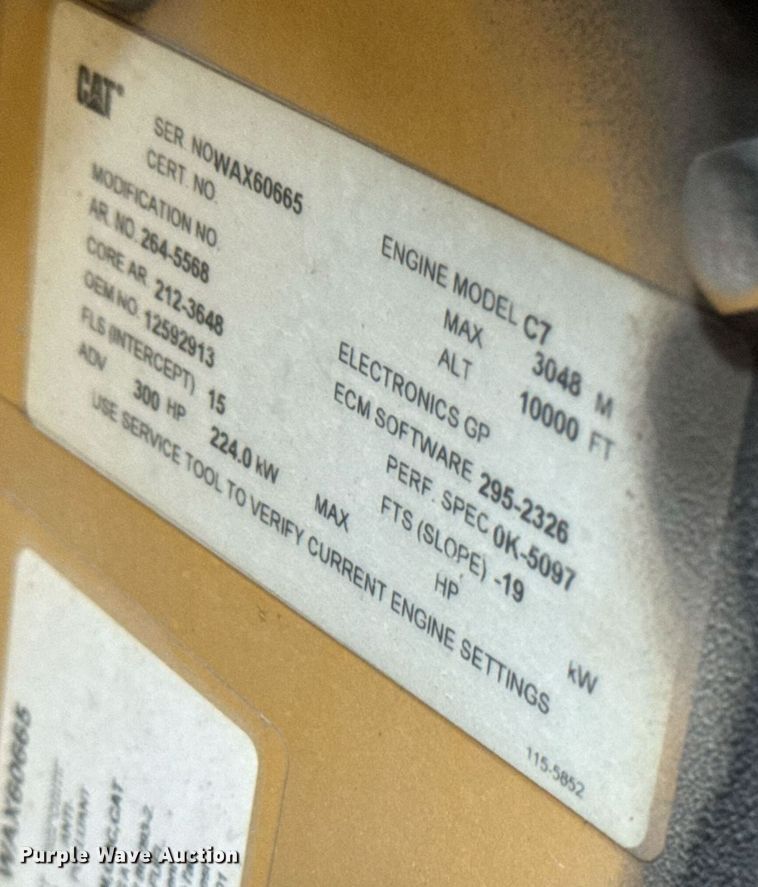 CAT
SER. NO WAX60665
CERT. NO.
MODIFICATION NO.
AR. NO. 264-5568
CORE AR. 212-3648
OEM NO. 12592913
FLS (INTERCEPT) 15
ADV 300 HP 224.0 kW
USE SERVICE TOOL TO VERIFY CURRENT ENGINE SETTINGS
ENGINE MODEL C7
MAX 3048 M
ALT 10000 FT
ELECTRONICS GP
ECM SOFTWARE 295-2326
PERF. SPEC 0K-5097
FTS (SLOPE) -19
MAX HP kW
115-5852
WAX60665
Purple Wave Auction